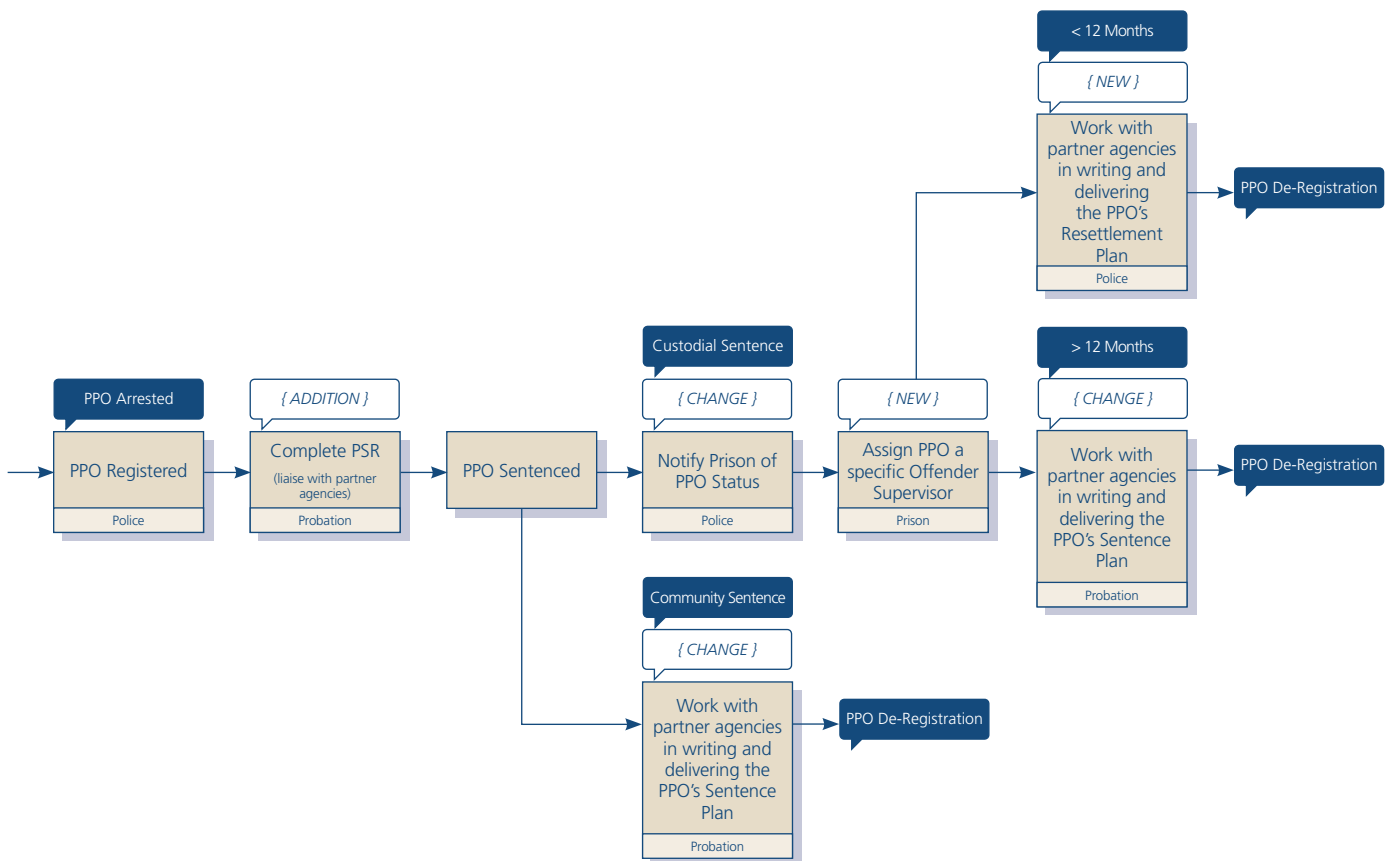 < 12 Months
{ NEW }
Work with
partner agencies
in writing and
delivering
the PPO’s
Resettlement
Plan
Police
PPO De-Registration
PPO Arrested
PPO Registered
Police
{ ADDITION }
Complete PSR
(liaise with partner
agencies)
Probation
PPO Sentenced
Custodial Sentence
{ CHANGE }
Notify Prison of
PPO Status
Police
{ NEW }
Assign PPO a
specific Offender
Supervisor
Prison
> 12 Months
{ CHANGE }
Work with
partner agencies
in writing and
delivering the
PPO’s Sentence
Plan
Probation
PPO De-Registration
Community Sentence
{ CHANGE }
Work with
partner agencies
in writing and
delivering the
PPO’s Sentence
Plan
Probation
PPO De-Registration